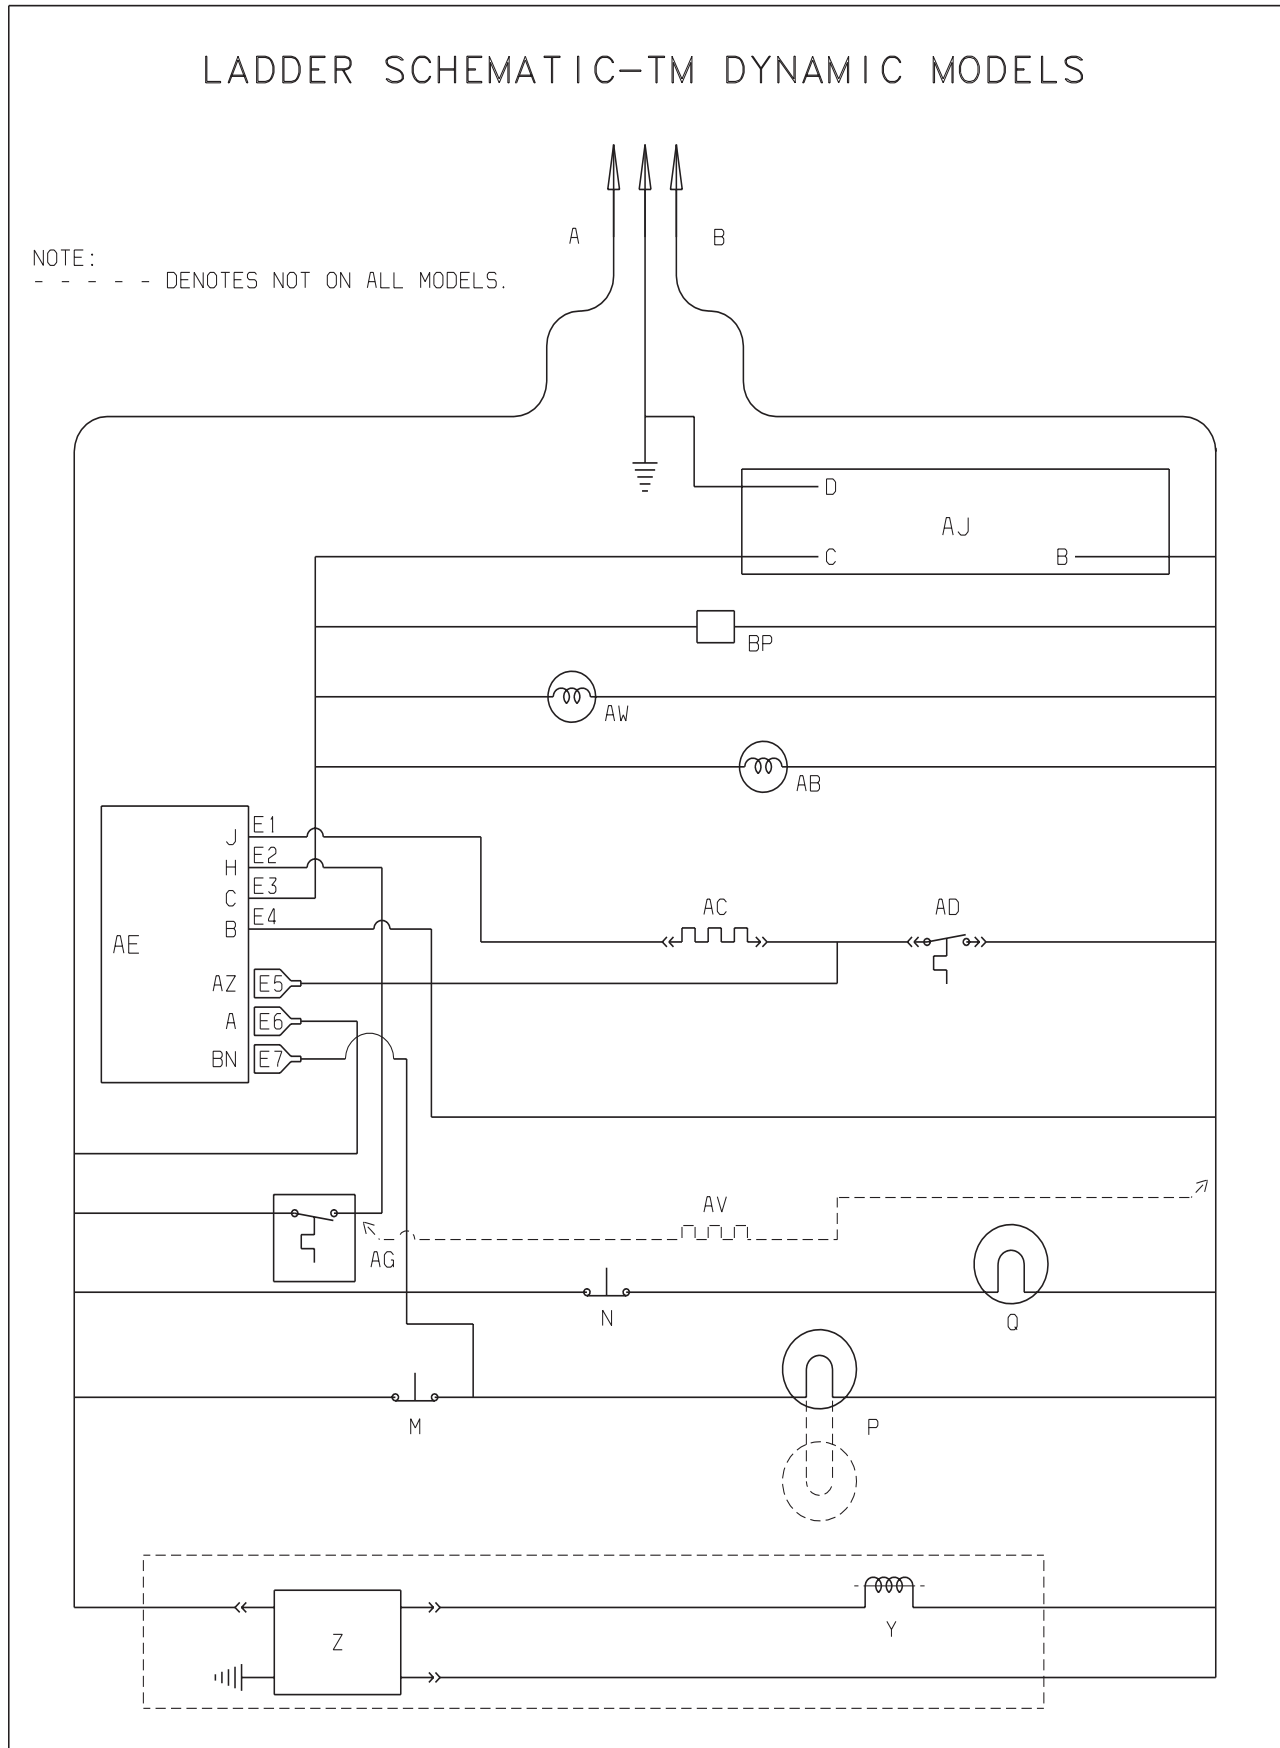 LADDER SCHEMATIC-TM DYNAMIC MODELS
A B
NOTE:
- - - - - DENOTES NOT ON ALL MODELS.
D
AJ
C B
BP
AW
AB
E1
J
E2
H
E3
C
E4
B
AC AD
AE
AZ E5
A E6
BN E7
AV
AG
N Q
M P
Z Y